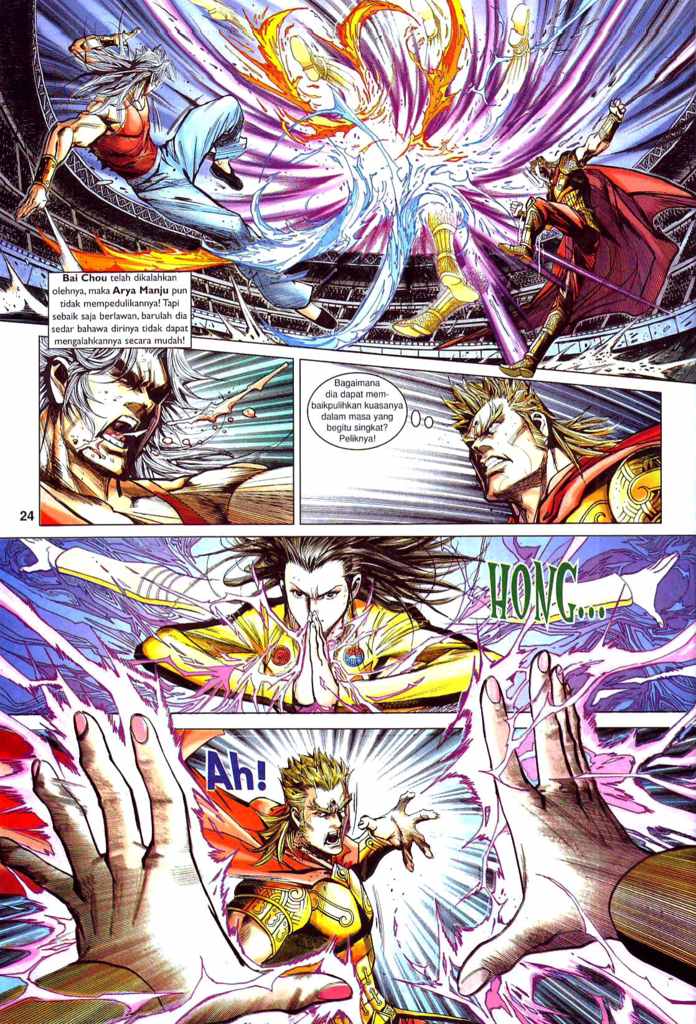 Bai Chou telah dikalahkan
olehnya, maka Arya Manju pun
tidak mempedulikannya! Tapi
sebaik saja berlawan, barulah dia
sedar bahawa dirinya tidak dapat
mengalahkannya secara mudah!
Bagaimana
dia dapat mem-
baikpulihkan kuasanya
dalam masa yang
begitu singkat?
Peliknya!
24
HONG...
Ah!